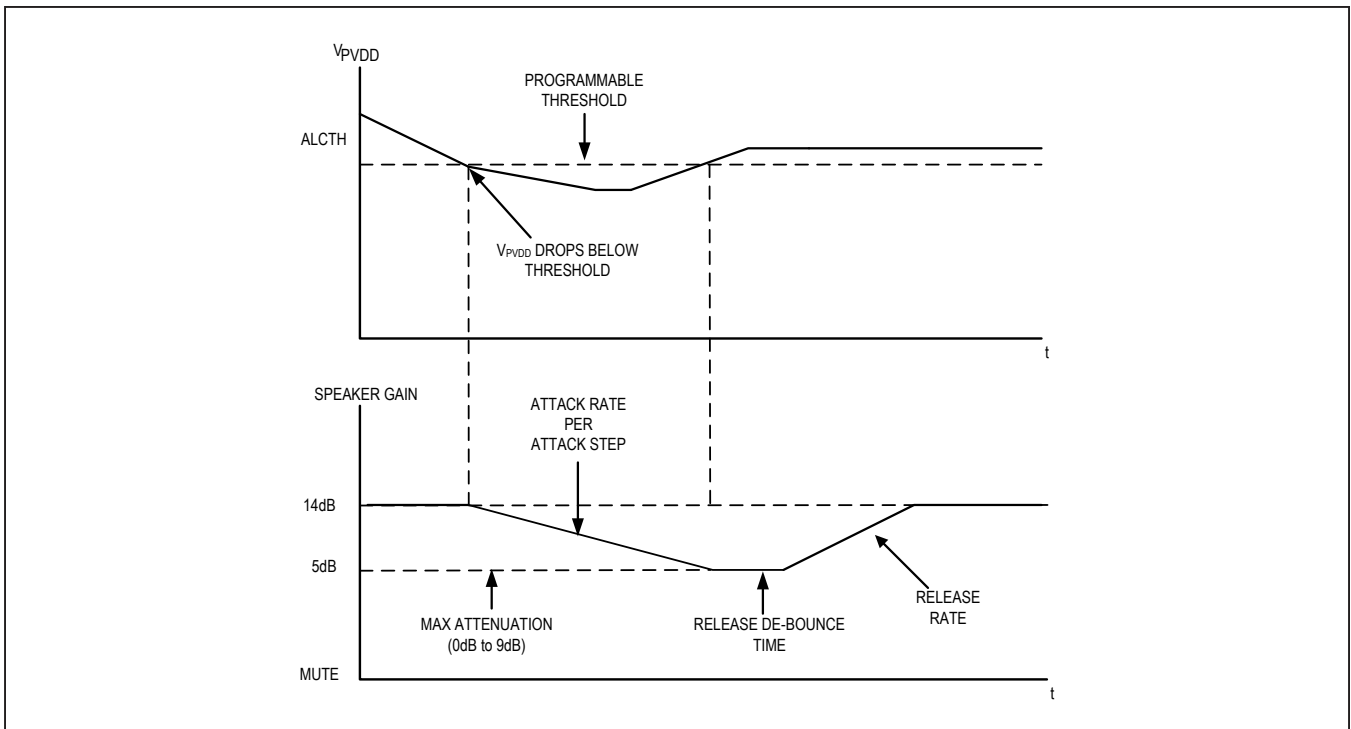 VPVDD
PROGRAMMABLE
THRESHOLD
ALCTH
VPVDD DROPS BELOW
THRESHOLD
t
SPEAKER GAIN
ATTACK RATE
PER
ATTACK STEP
14dB
5dB
MAX ATTENUATION
(0dB to 9dB)
RELEASE DE-BOUNCE
TIME
RELEASE
RATE
MUTE
t